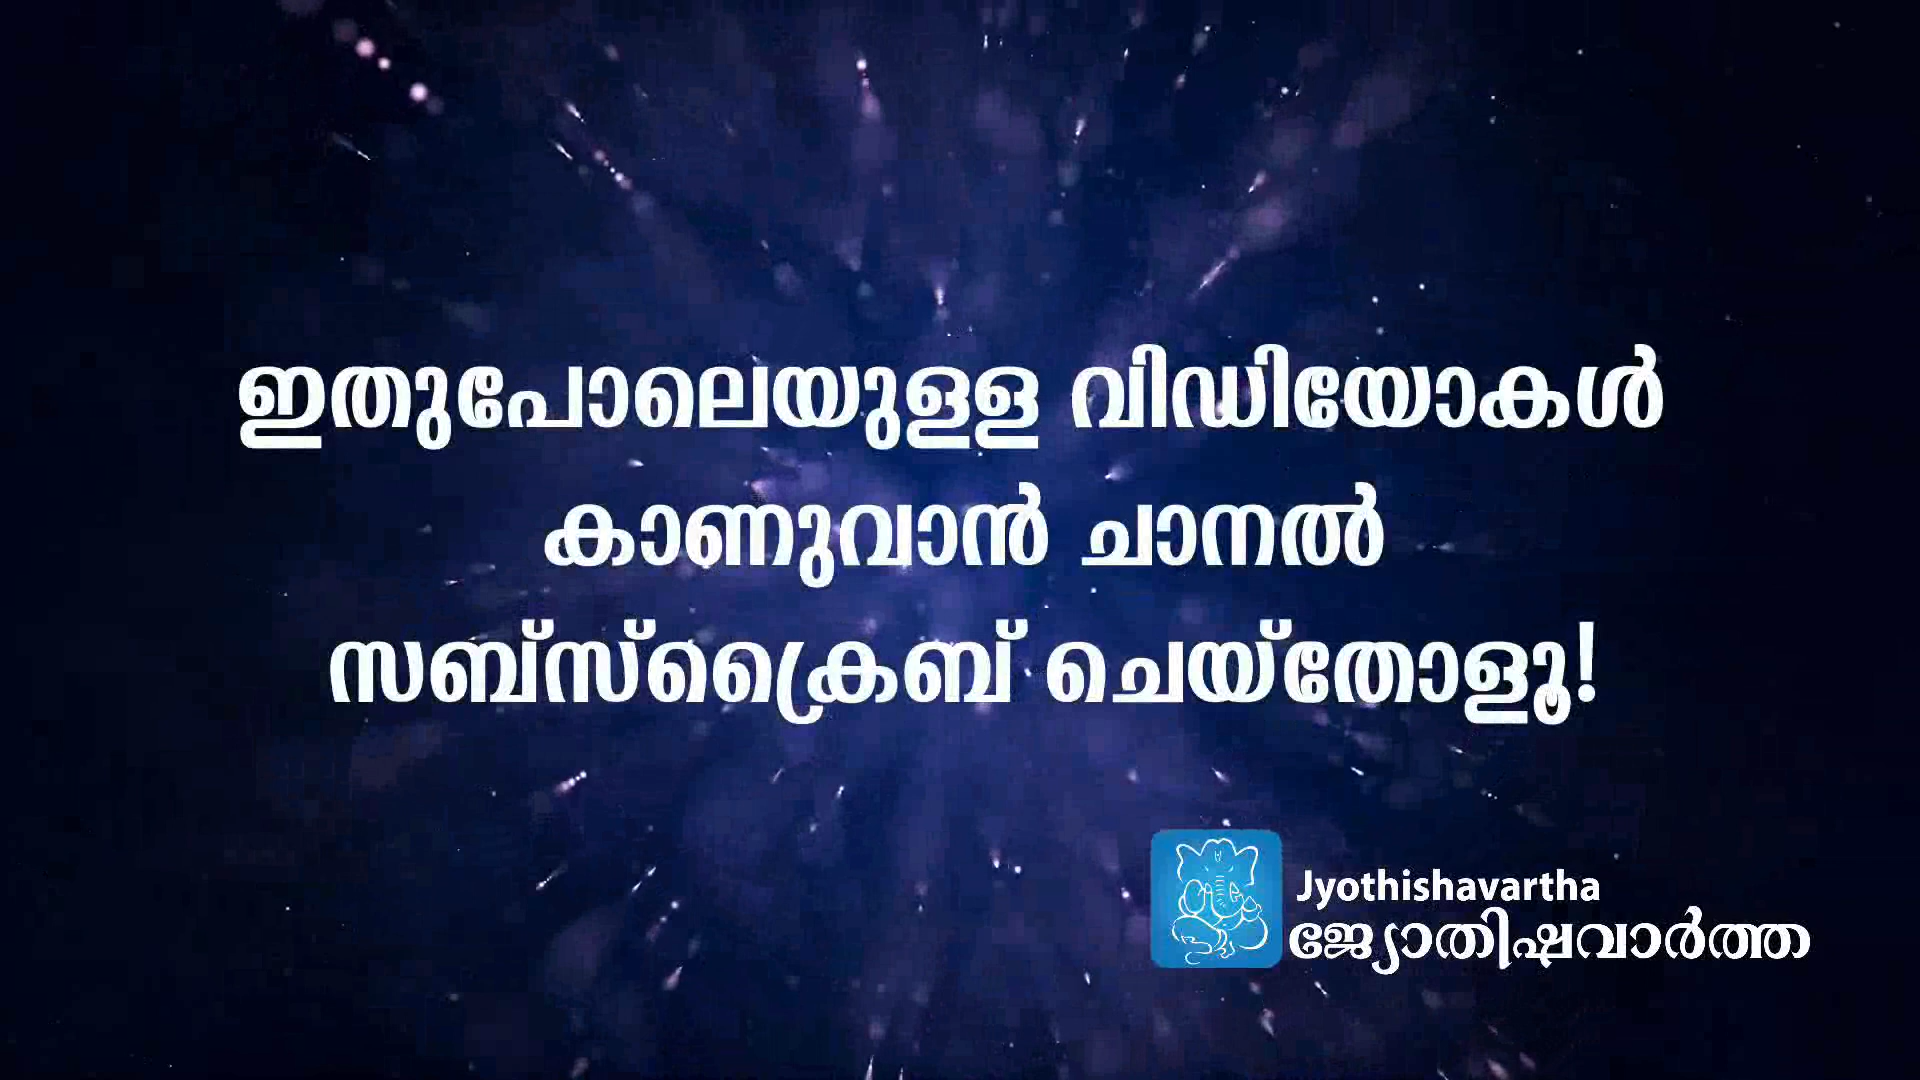 ഇതുപോലെയുള്ള വിഡിയോകൾ
കാണുവാൻ ചാനൽ
സബ്സ്ക്രൈബ് ചെയ്തോളൂ!
Jyothishavartha
ജ്യോതിഷവാർത്ത